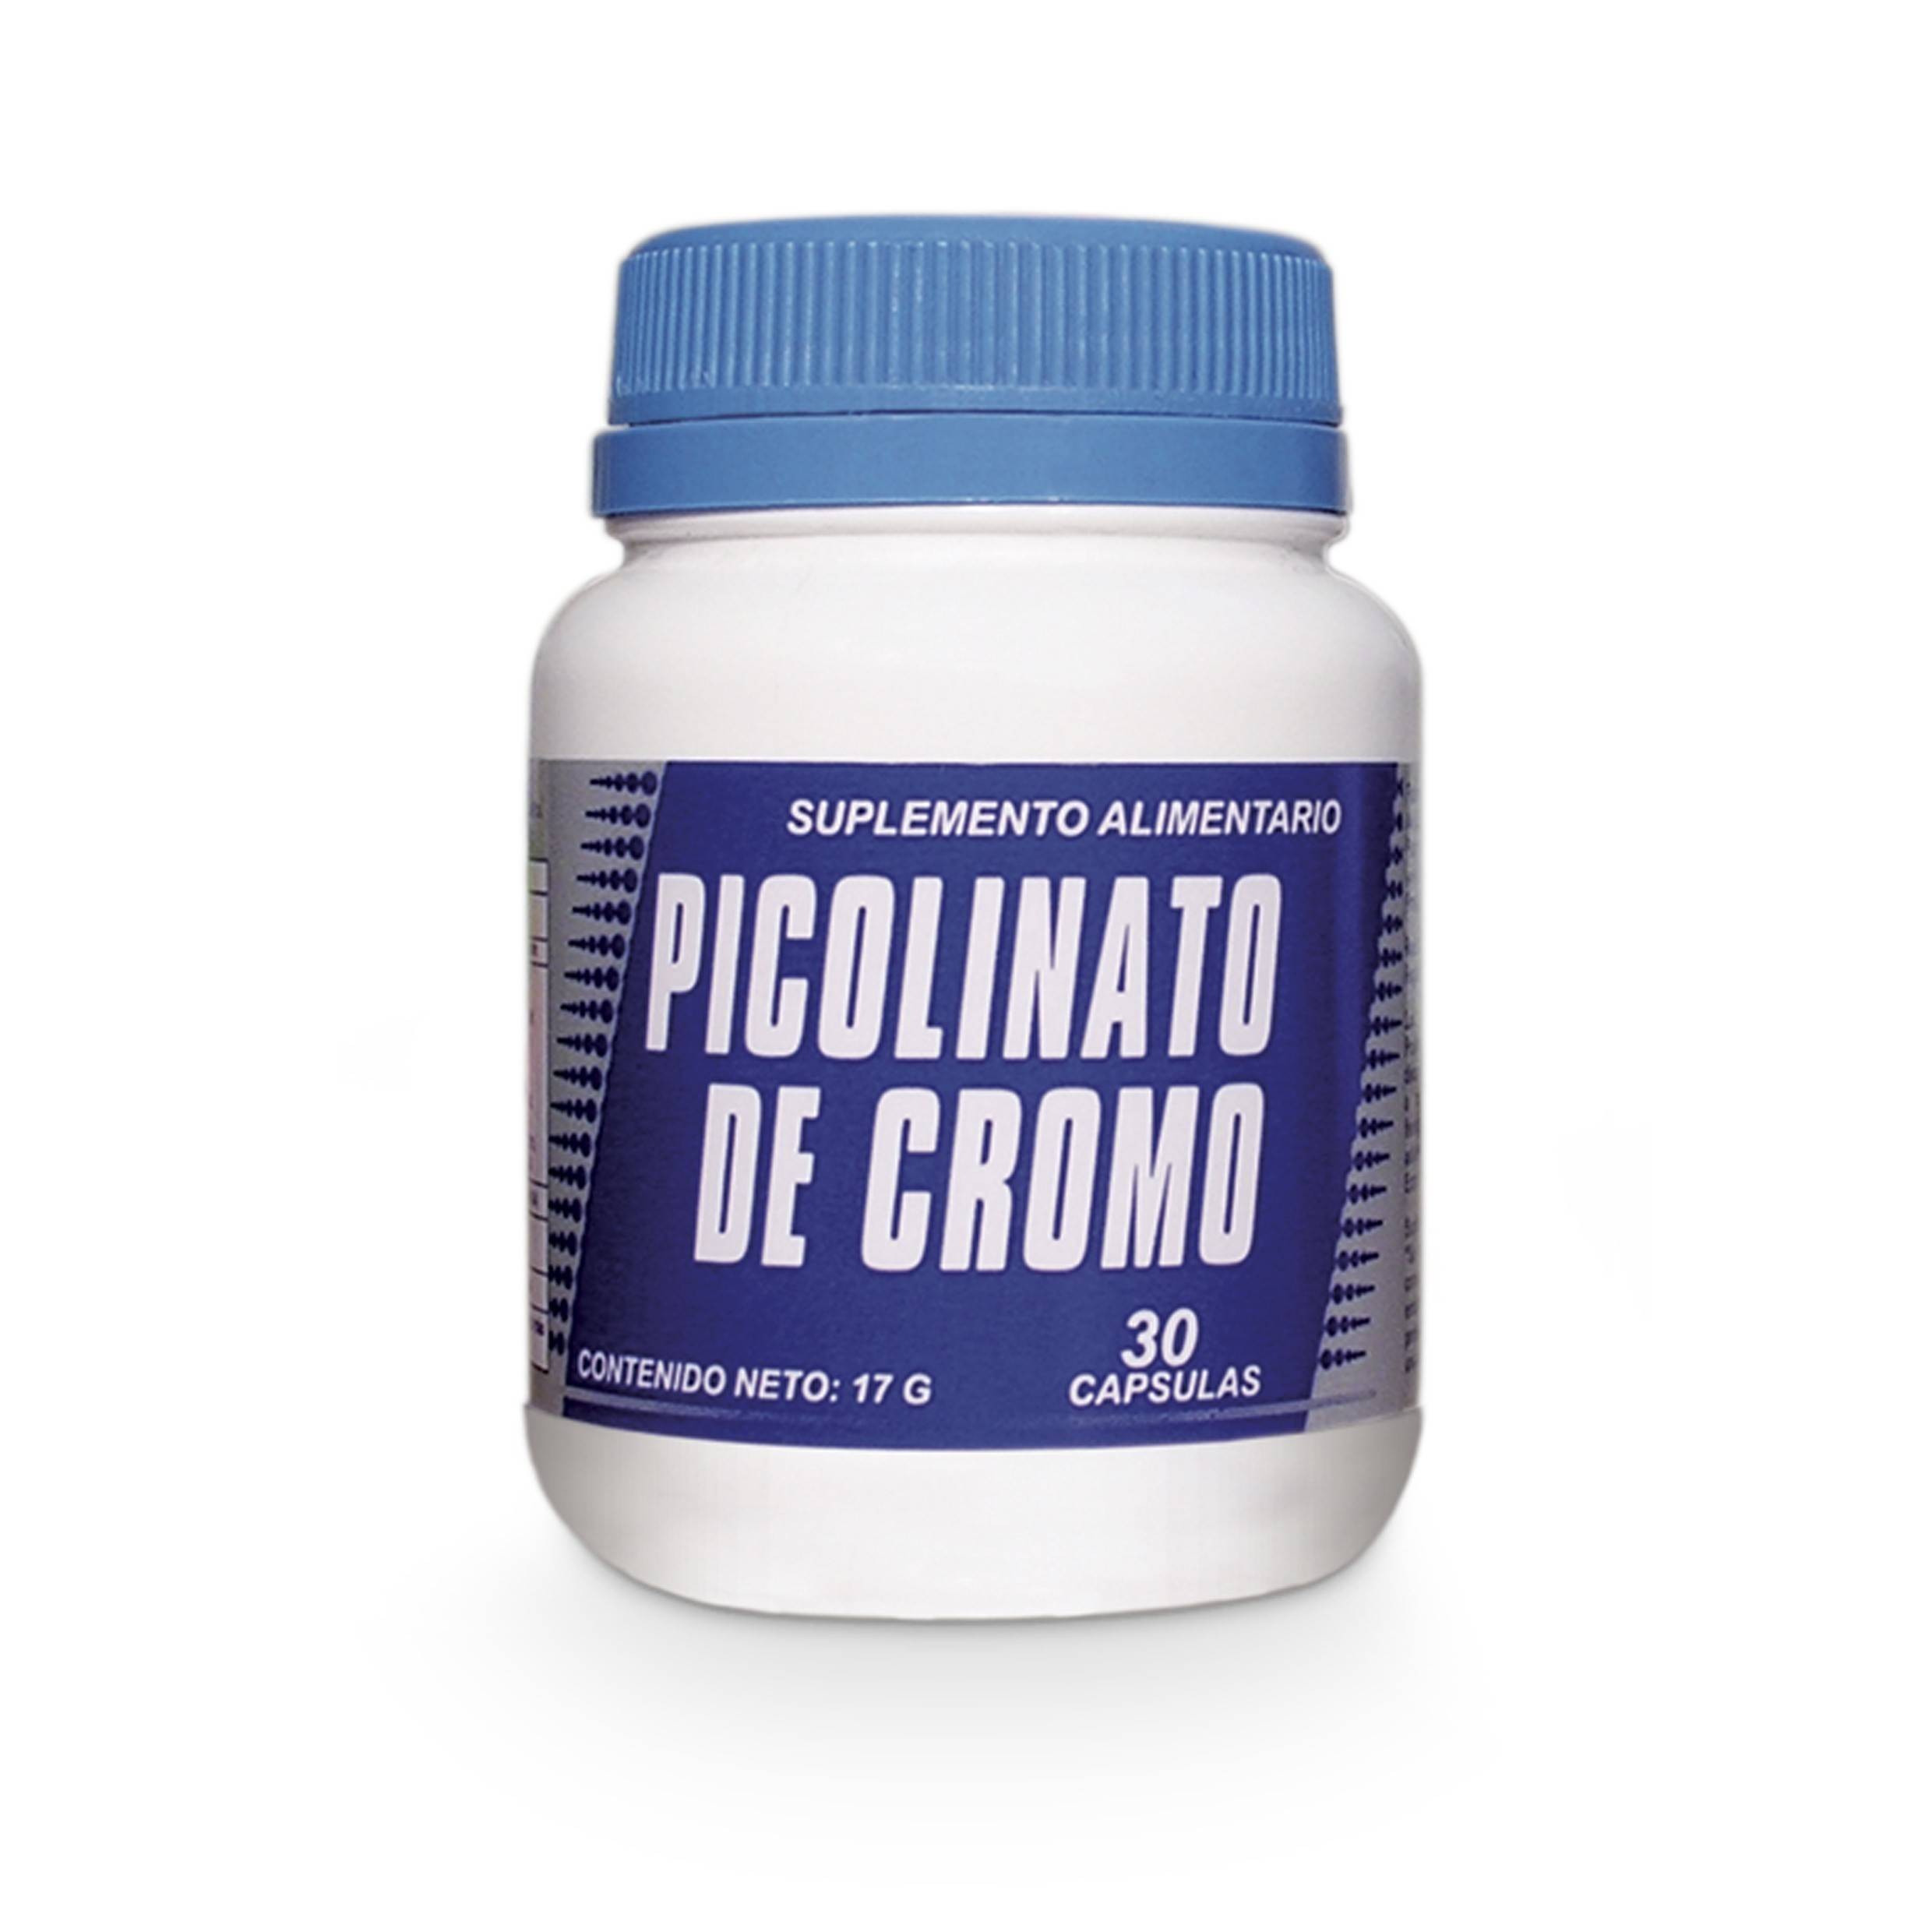 SUPLEMENTO ALIMENTARIO
PICOLINATO
DE CROMO
30
CAPSULAS
CONTENIDO NETO: 17 G